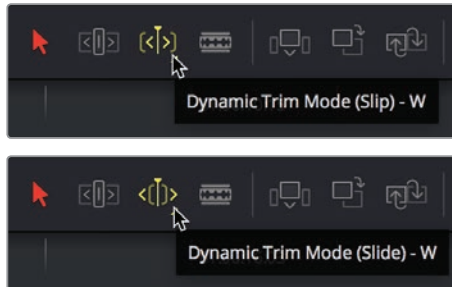 Dynamic Trim Mode (Slip) - W
Dynamic Trim Mode (Slide) - W